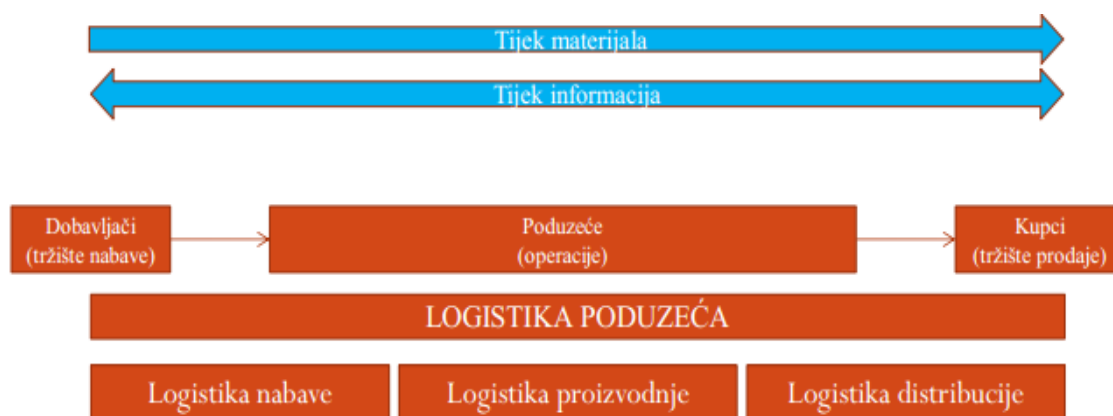 Tijek materijala
Tijek informacija
Dobavljači
(tržište nabave)
Poduzeće
(operacije)
Kupci
(tržište prodaje)
LOGISTIKA PODUZEĆA
Logistika nabave
Logistika proizvodnje
Logistika distribucije